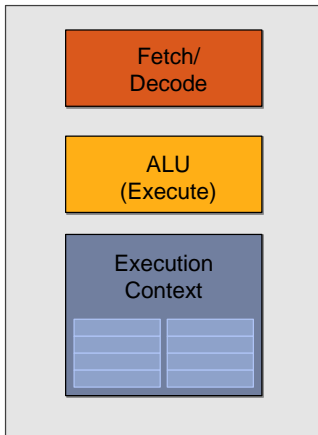 Fetch/
Decode
ALU
(Execute)
Execution
Context